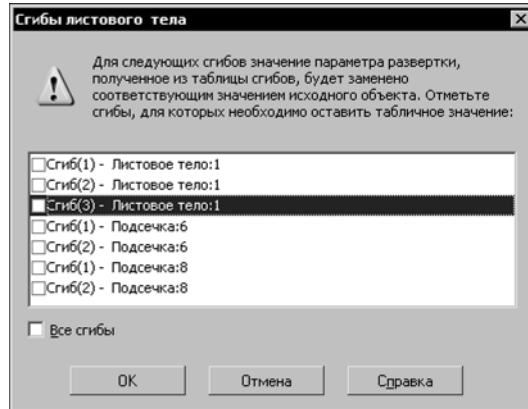 Сгибы листового тела
Для следующих сгибов значение параметра развертки,
полученное из таблицы сгибов, будет заменено
соответствующим значением исходного объекта. Отметьте
сгибы, для которых необходимо оставить табличное значение:
Сгиб(1) - Листовое тело:1
Сгиб(2) - Листовое тело:1
Сгиб(3) - Листовое тело:1
Сгиб(1) - Подсечка:6
Сгиб(2) - Подсечка:6
Сгиб(1) - Подсечка:8
Сгиб(2) - Подсечка:8
Все сгибы
OK
Отмена
Справка